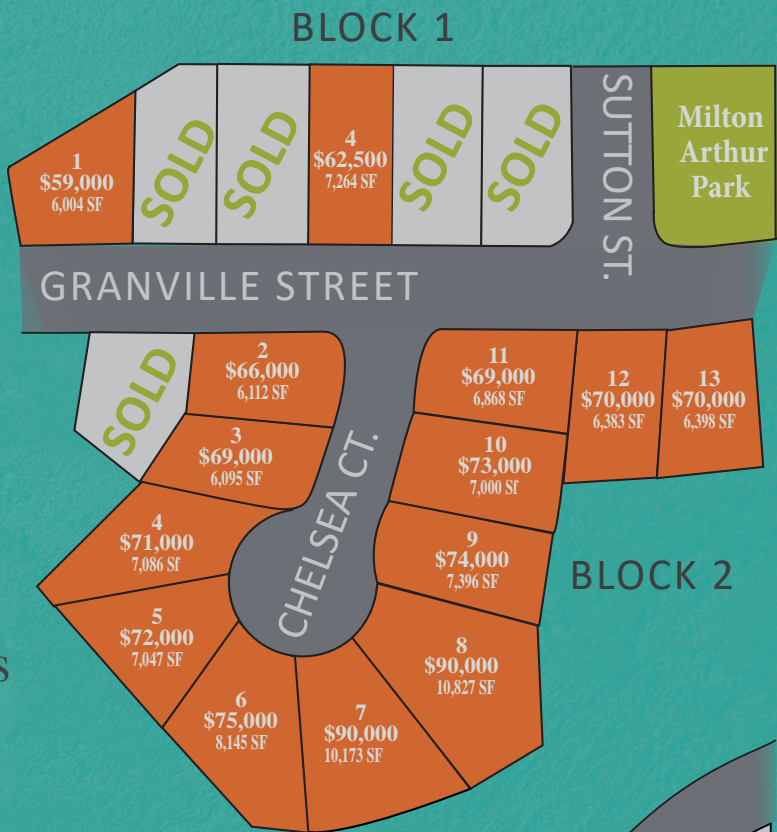 BLOCK 1
1
$59,000
6,004 SF
SOLD
SOLD
4
$62,500
7,264 SF
SOLD
SOLD
SUTTON ST.
Milton
Arthur
Park
GRANVILLE STREET
SOLD
2
$66,000
6,112 SF
3
$69,000
6,095 SF
4
$71,000
7,086 Sf
5
$72,000
7,047 SF
6
$75,000
8,145 SF
7
$90,000
10,173 SF
8
$90,000
10,827 SF
9
$74,000
7,396 SF
10
$73,000
7,000 Sf
11
$69,000
6,868 SF
12
$70,000
6,383 SF
13
$70,000
6,398 SF
CHELSEA CT.
BLOCK 2
S